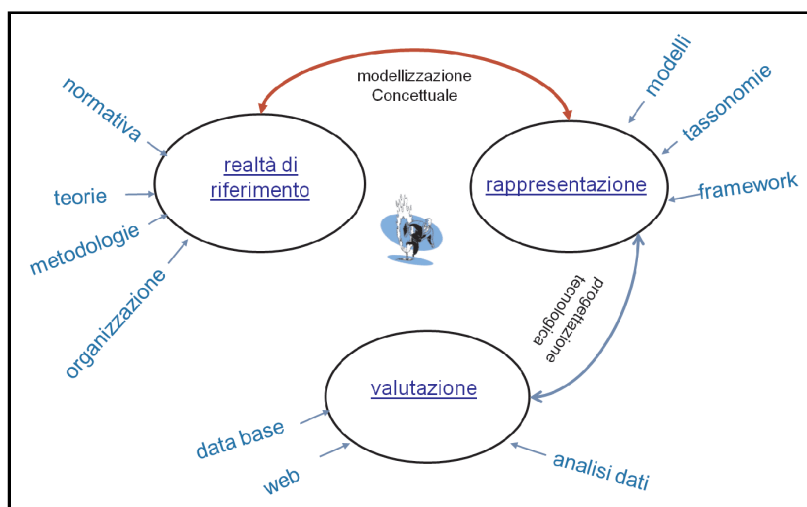 modellizzazione
Concettuale
normativa
teorie
metodologie
organizzazione
realtà di
riferimento
modelli
tassonomie
framework
rappresentazione
progettazione
tecnologica
valutazione
data base
web
analisi dati